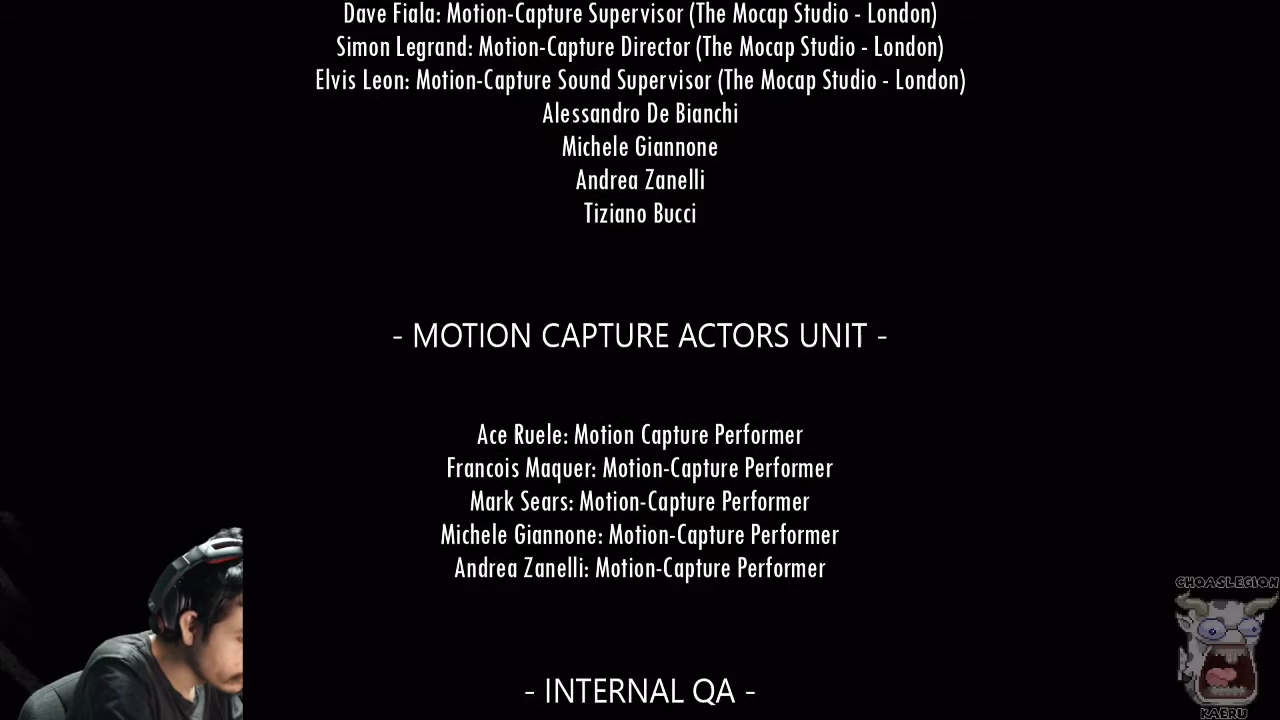 Dave Fiala: Motion-Capture Supervisor (The Mocap Studio - London)
Simon Legrand: Motion-Capture Director (The Mocap Studio - London)
Elvis Leon: Motion-Capture Sound Supervisor (The Mocap Studio - London)
Alessandro De Bianchi
Michele Giannone
Andrea Zanelli
Tiziano Bucci
- MOTION CAPTURE ACTORS UNIT -
Ace Ruele: Motion Capture Performer
Francois Maquer: Motion-Capture Performer
Mark Sears: Motion-Capture Performer
Michele Giannone: Motion-Capture Performer
Andrea Zanelli: Motion-Capture Performer
CHOASLEGION
KAERU
- INTERNAL QA -